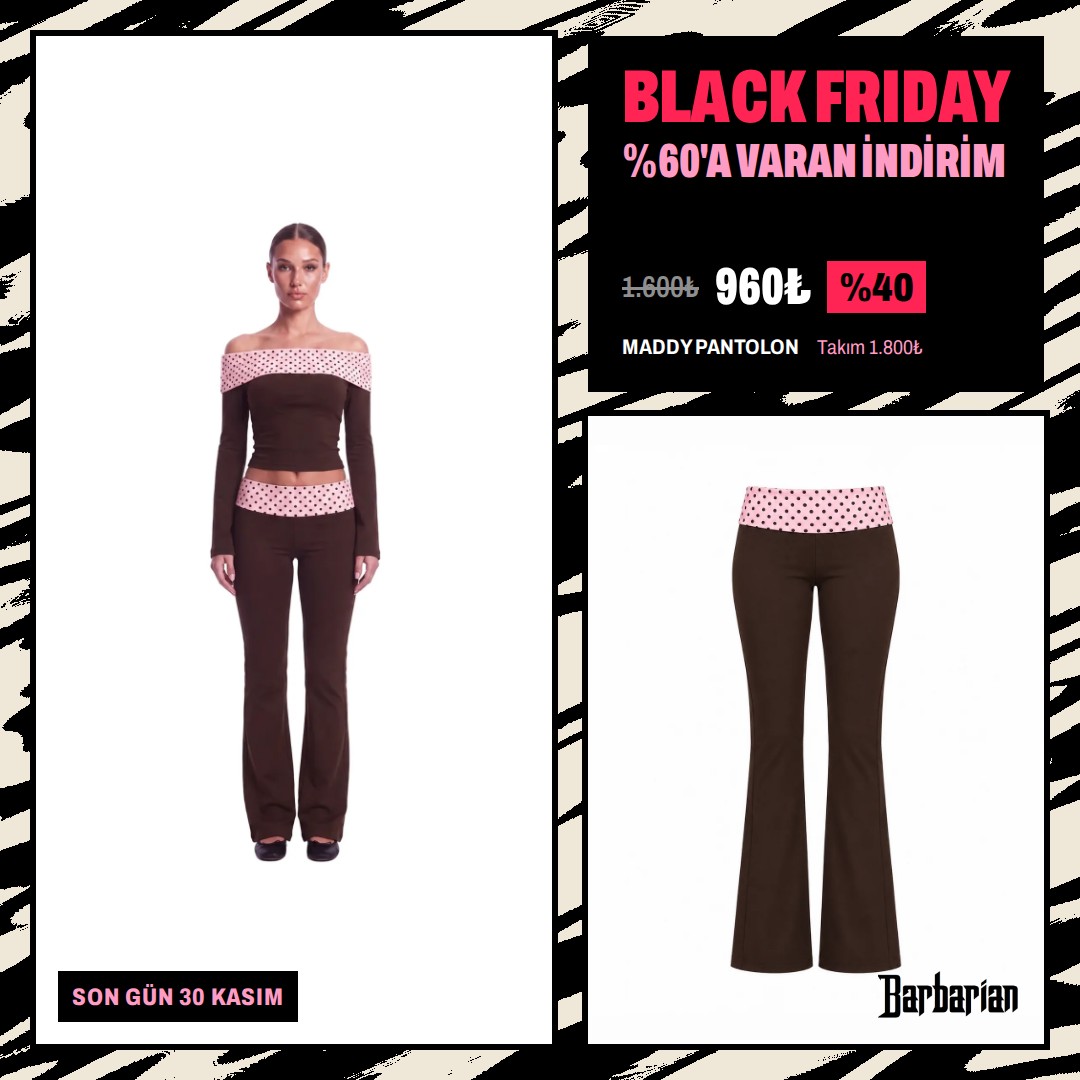 BLACK FRIDAY
%60'A VARAN İNDİRİM
1.600₺ 960₺ %40
MADDY PANTOLON Takım 1.800₺
SON GÜN 30 KASIM
Barbarian